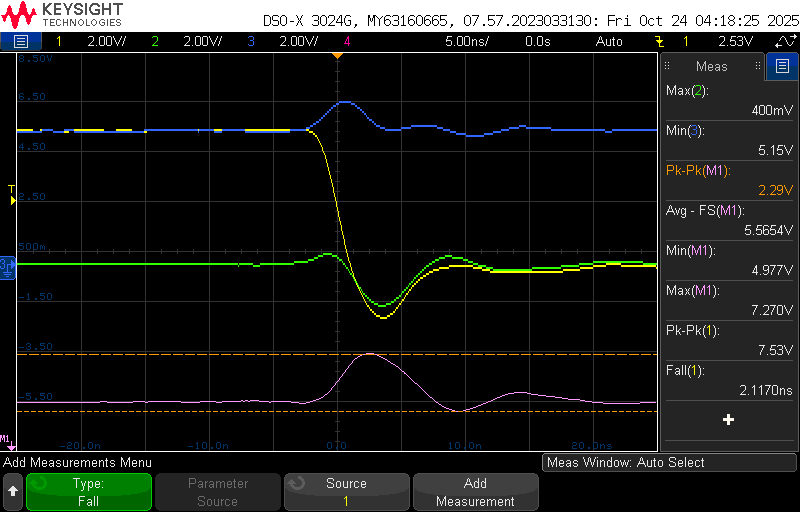 KEYSIGHT
TECHNOLOGIES
DSO-X 3024G, MY63160665, 07.57.2023033130: Fri Oct 24 04:18:25 2025
1 2.00V/ 2 2.00V/ 3 2.00V/ 4 5.00ns/ 0.0s Auto 1 2.53V
8.50V
6.50
4.50
2.50
500m
-1.50
-3.50
-5.50
T
3
M1
-20.0n -10.0n 0.0 10.0n 20.0n
Meas
Max(2):
400mV
Min(3):
5.15V
Pk-Pk(M1):
2.29V
Avg - FS(M1):
5.5654V
Min(M1):
4.977V
Max(M1):
7.270V
Pk-Pk(1):
7.53V
Fall(1):
2.1170ns
Add Measurements Menu
Meas Window: Auto Select
Type:
Fall
Parameter
Source
Source
1
Add
Measurement